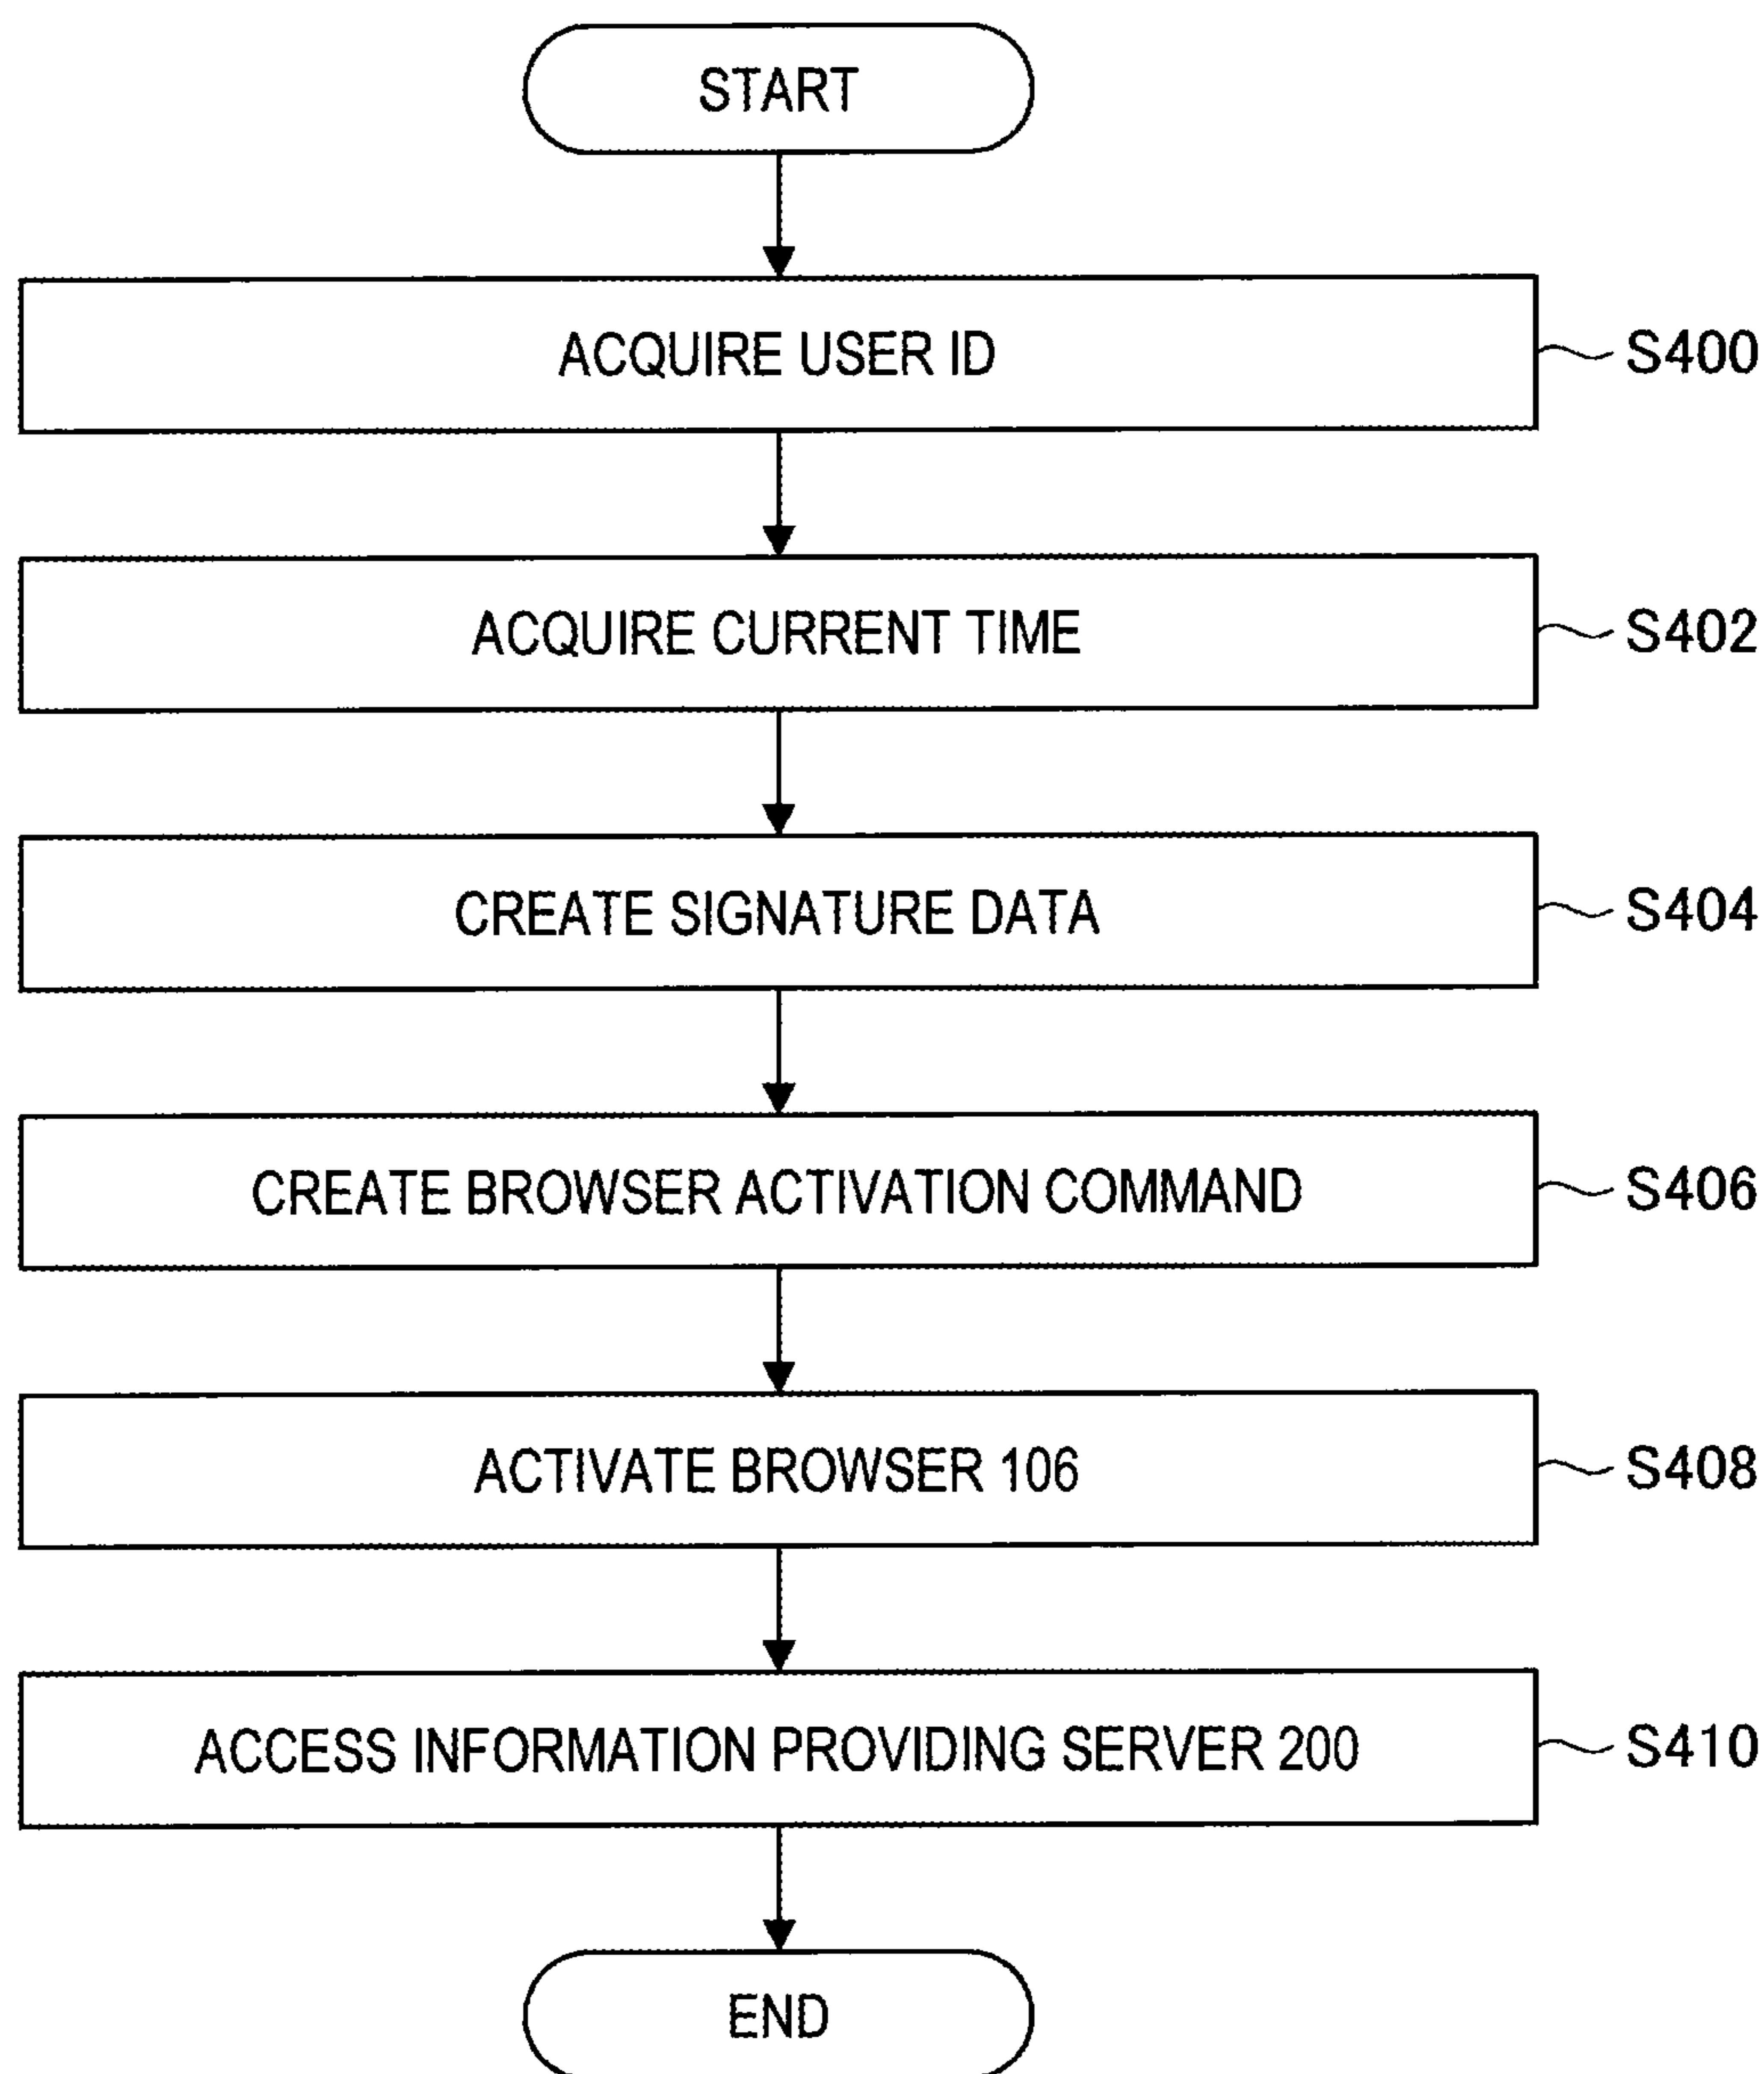 START
ACQUIRE USER ID
S400
ACQUIRE CURRENT TIME
S402
CREATE SIGNATURE DATA
S404
CREATE BROWSER ACTIVATION COMMAND
S406
ACTIVATE BROWSER 106
S408
ACCESS INFORMATION PROVIDING SERVER 200
S410
END